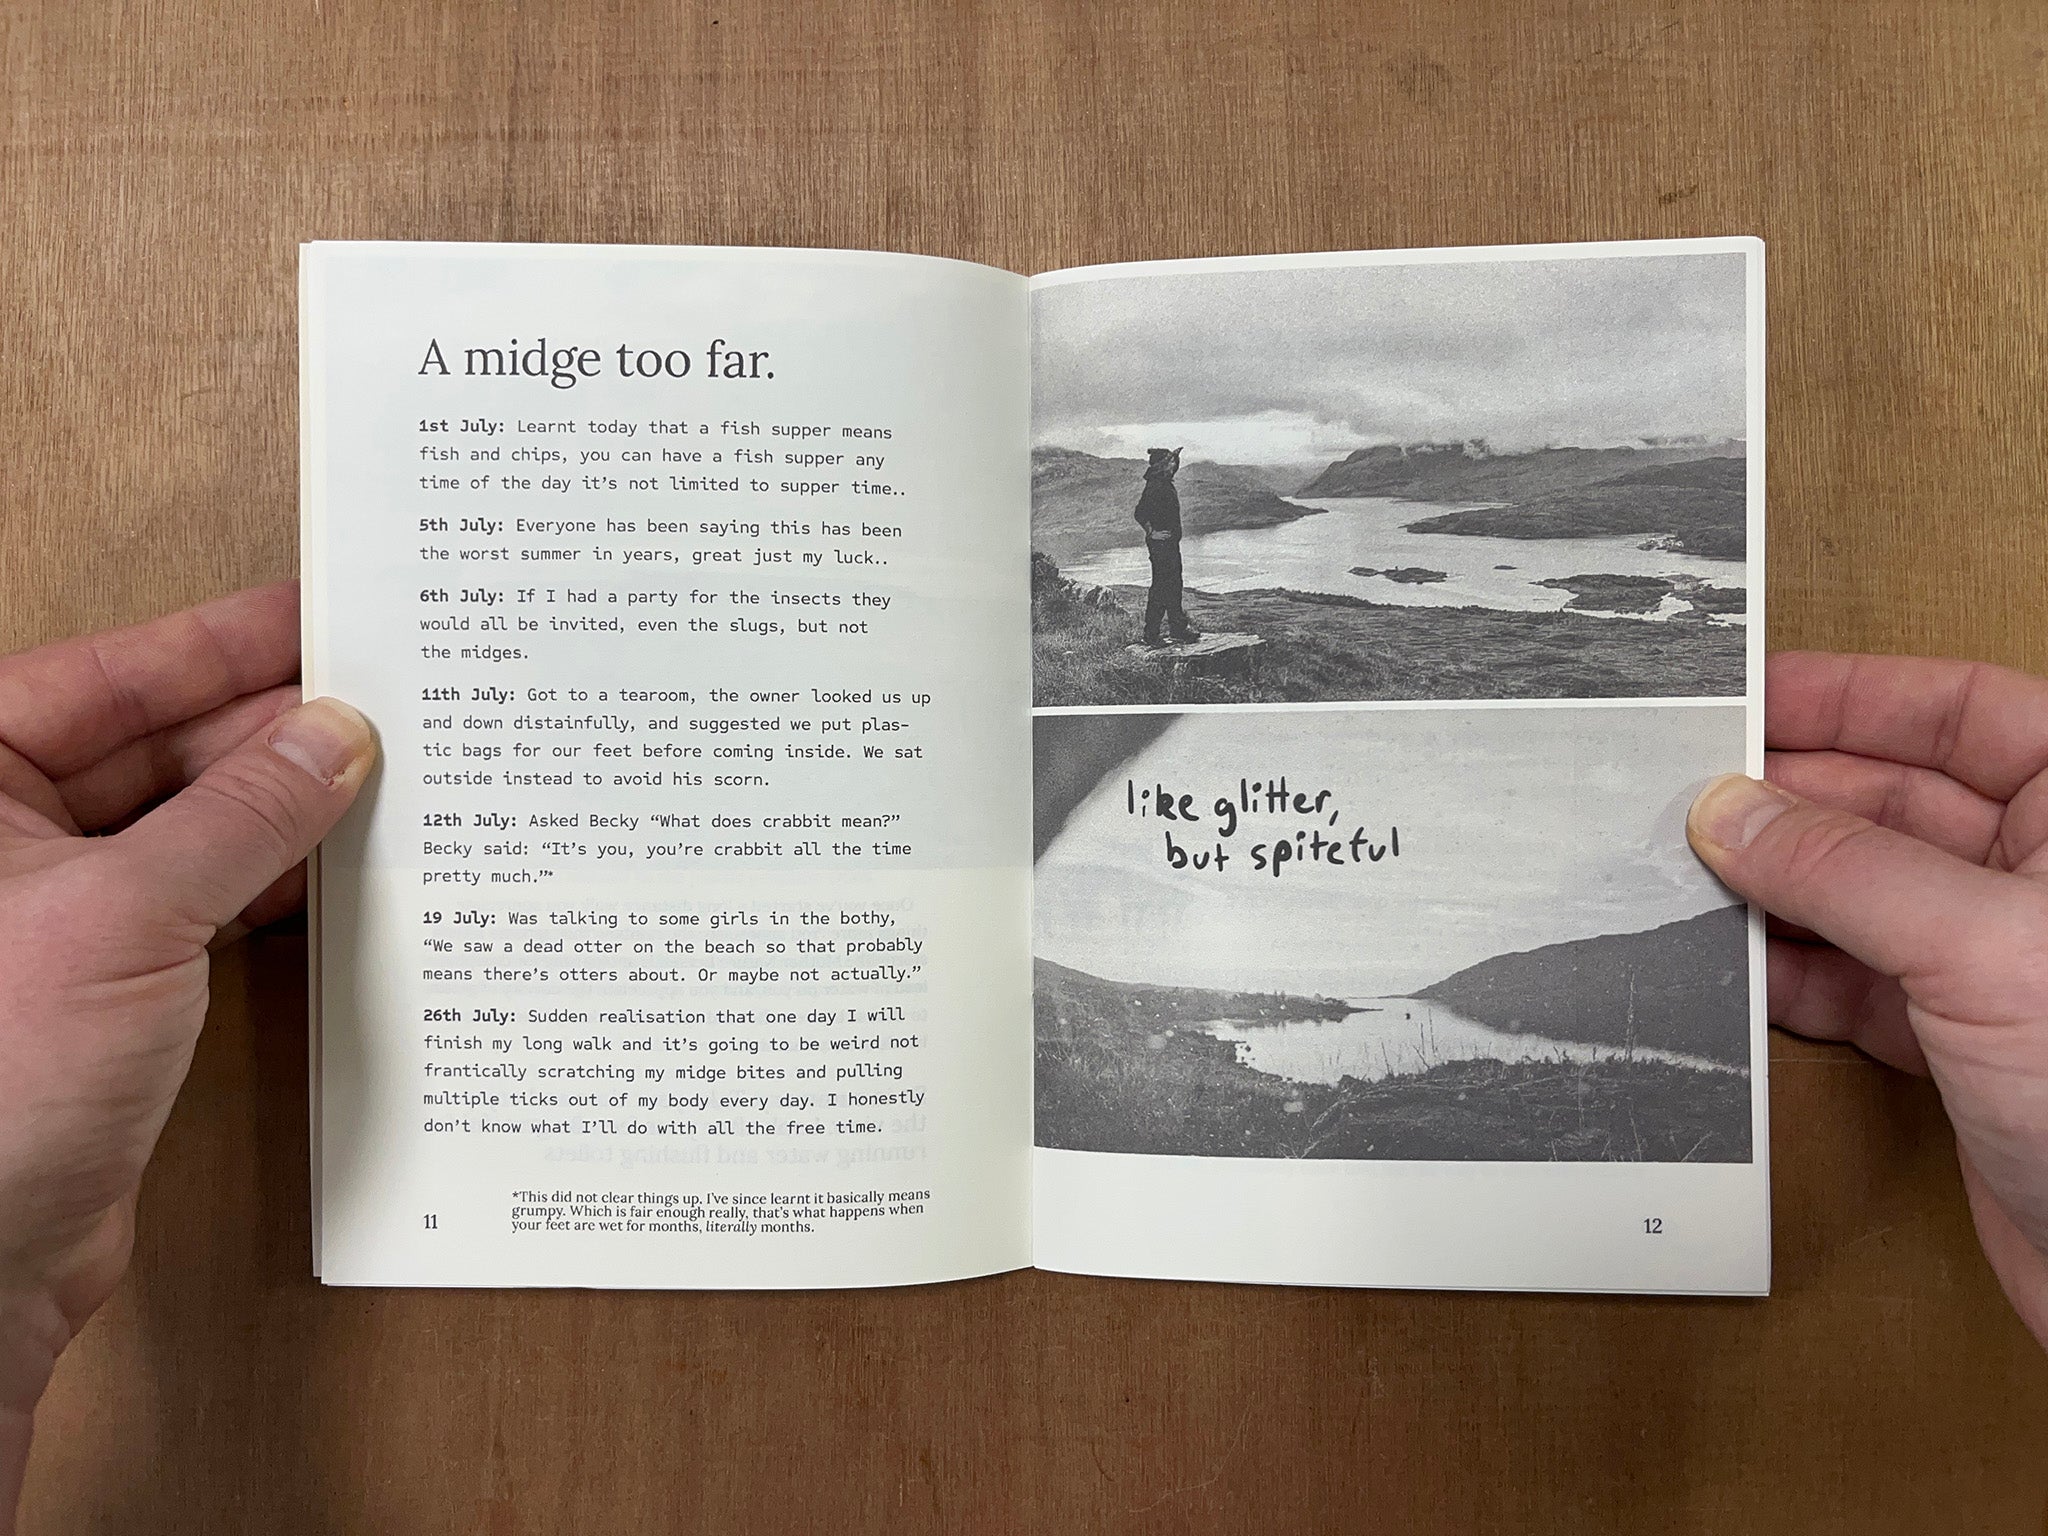 A midge too far.
1st July: Learnt today that a fish supper means
fish and chips, you can have a fish supper any
time of the day it’s not limited to supper time..
5th July: Everyone has been saying this has been
the worst summer in years, great just my luck..
6th July: If I had a party for the insects they
would all be invited, even the slugs, but not
the midges.
11th July: Got to a tearoom, the owner looked us up
and down distainfully, and suggested we put plas-
tic bags for our feet before coming inside. We sat
outside instead to avoid his scorn.
12th July: Asked Becky “What does crabbit mean?”
Becky said: “It’s you, you’re crabbit all the time
pretty much.”*
19 July: Was talking to some girls in the bothy,
“We saw a dead otter on the beach so that probably
means there’s otters about. Or maybe not actually.”
26th July: Sudden realisation that one day I will
finish my long walk and it’s going to be weird not
frantically scratching my midge bites and pulling
multiple ticks out of my body every day. I honestly
don’t know what I’ll do with all the free time.
*This did not clear things up. I’ve since learnt it basically means
grumpy. Which is fair enough really, that’s what happens when
your feet are wet for months, literally months.
11
like glitter,
but spiteful
12